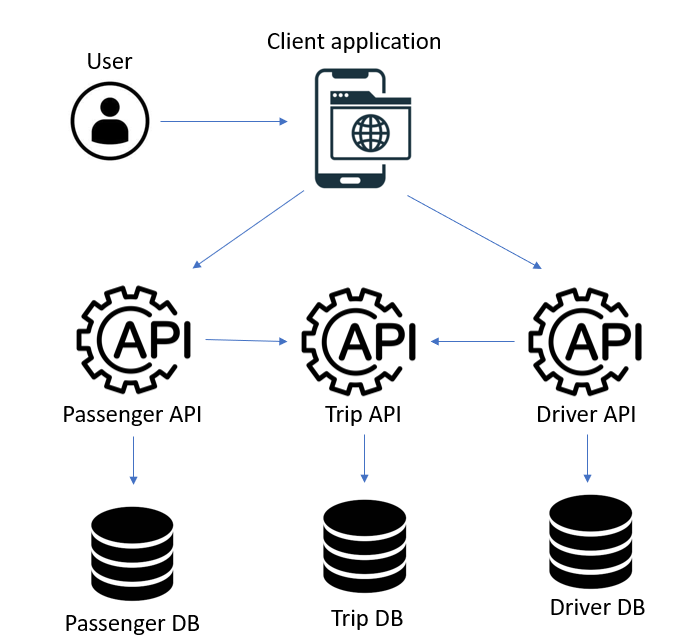 Client application
User
API
API
API
Passenger API
Trip API
Driver API
Passenger DB
Trip DB
Driver DB